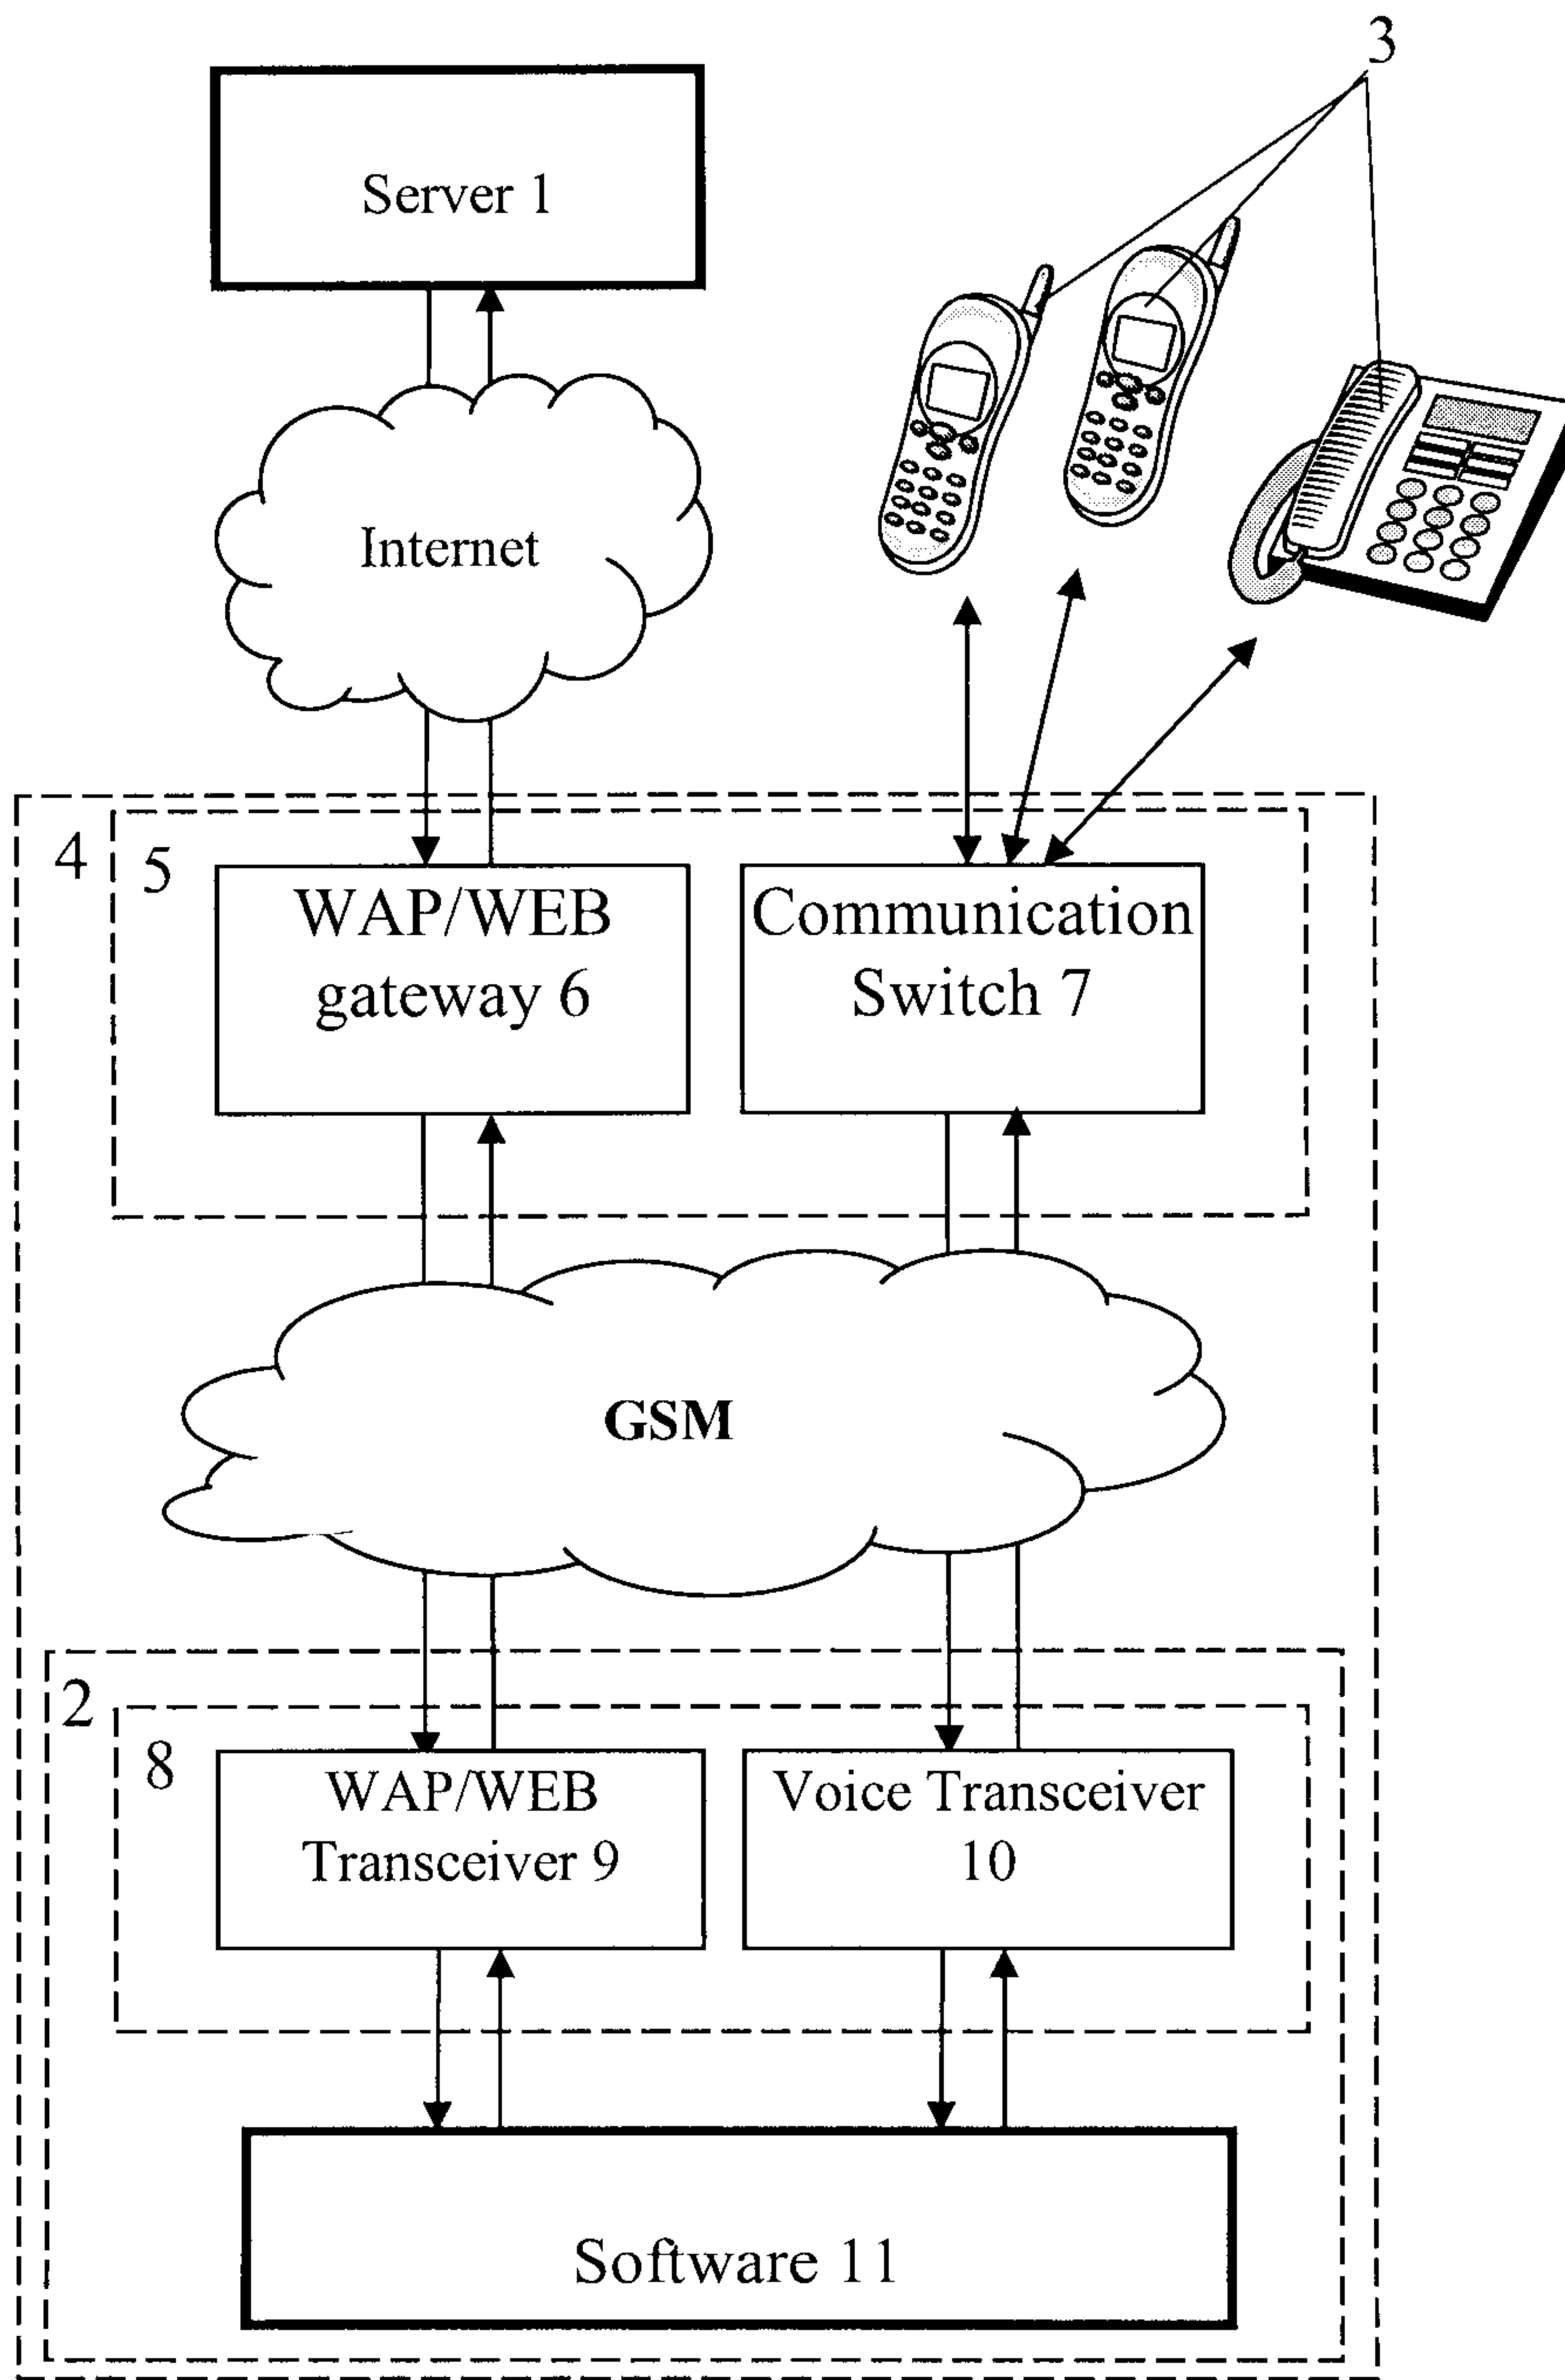 3
Server 1
Internet
4
5
WAP/WEB
gateway 6
Communication
Switch 7
GSM
2
8
WAP/WEB
Transceiver 9
Voice Transceiver
10
Software 11